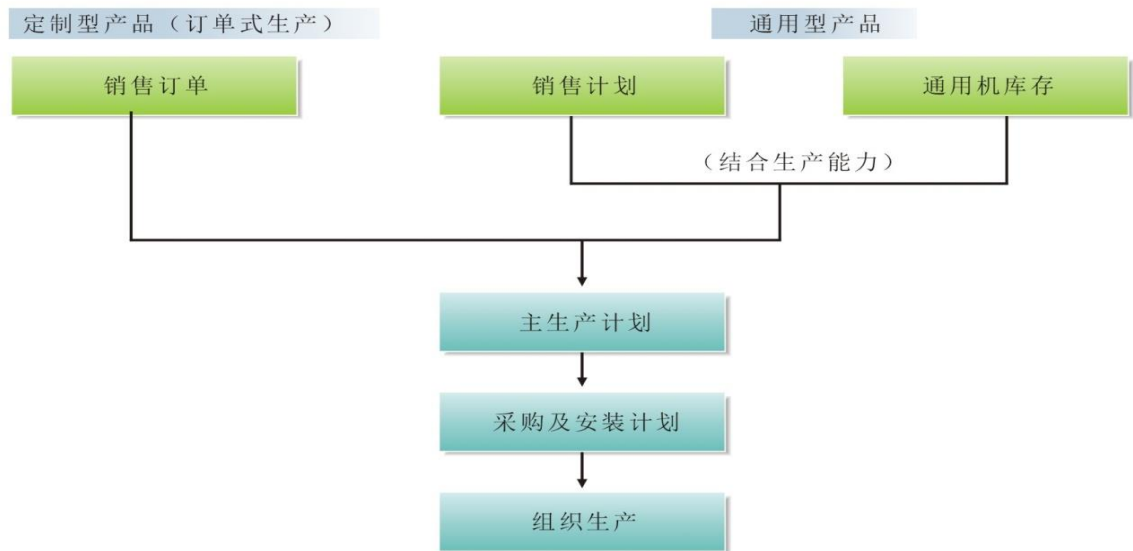 定制型产品（订单式生产）
通用型产品
销售订单
销售计划
通用机库存
（结合生产能力）
主生产计划
采购及安装计划
组织生产